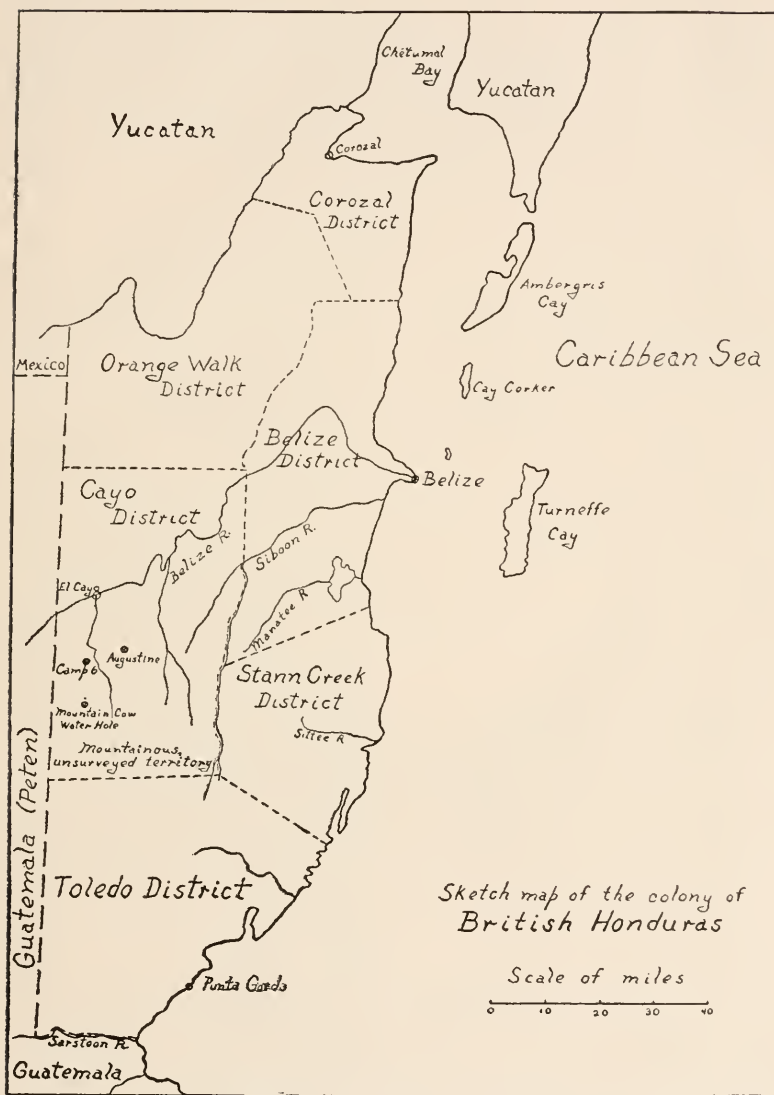 Chetumal
Bay
Yucatan
Yucatan
Corozal
Corozal
District
Ambergris
Cay
Caribbean Sea
Mexico
Orange Walk
District
Cay Corker
Belize
District
Belize
Cayo
District
Turneffe
Cay
Belize R.
Siboon R.
El Cayo
Manatee R
Augustine
Camp 6
Stann Creek
District
Mountain Cow
Water Hole
Sittee R
Mountainous,
unsurveyed territory
Guatemala (Peten)
Toledo District
Sketch map of the colony of
British Honduras
Punta Gorda
Scale of miles
0 10 20 30 40
Sarstoon R
Guatemala